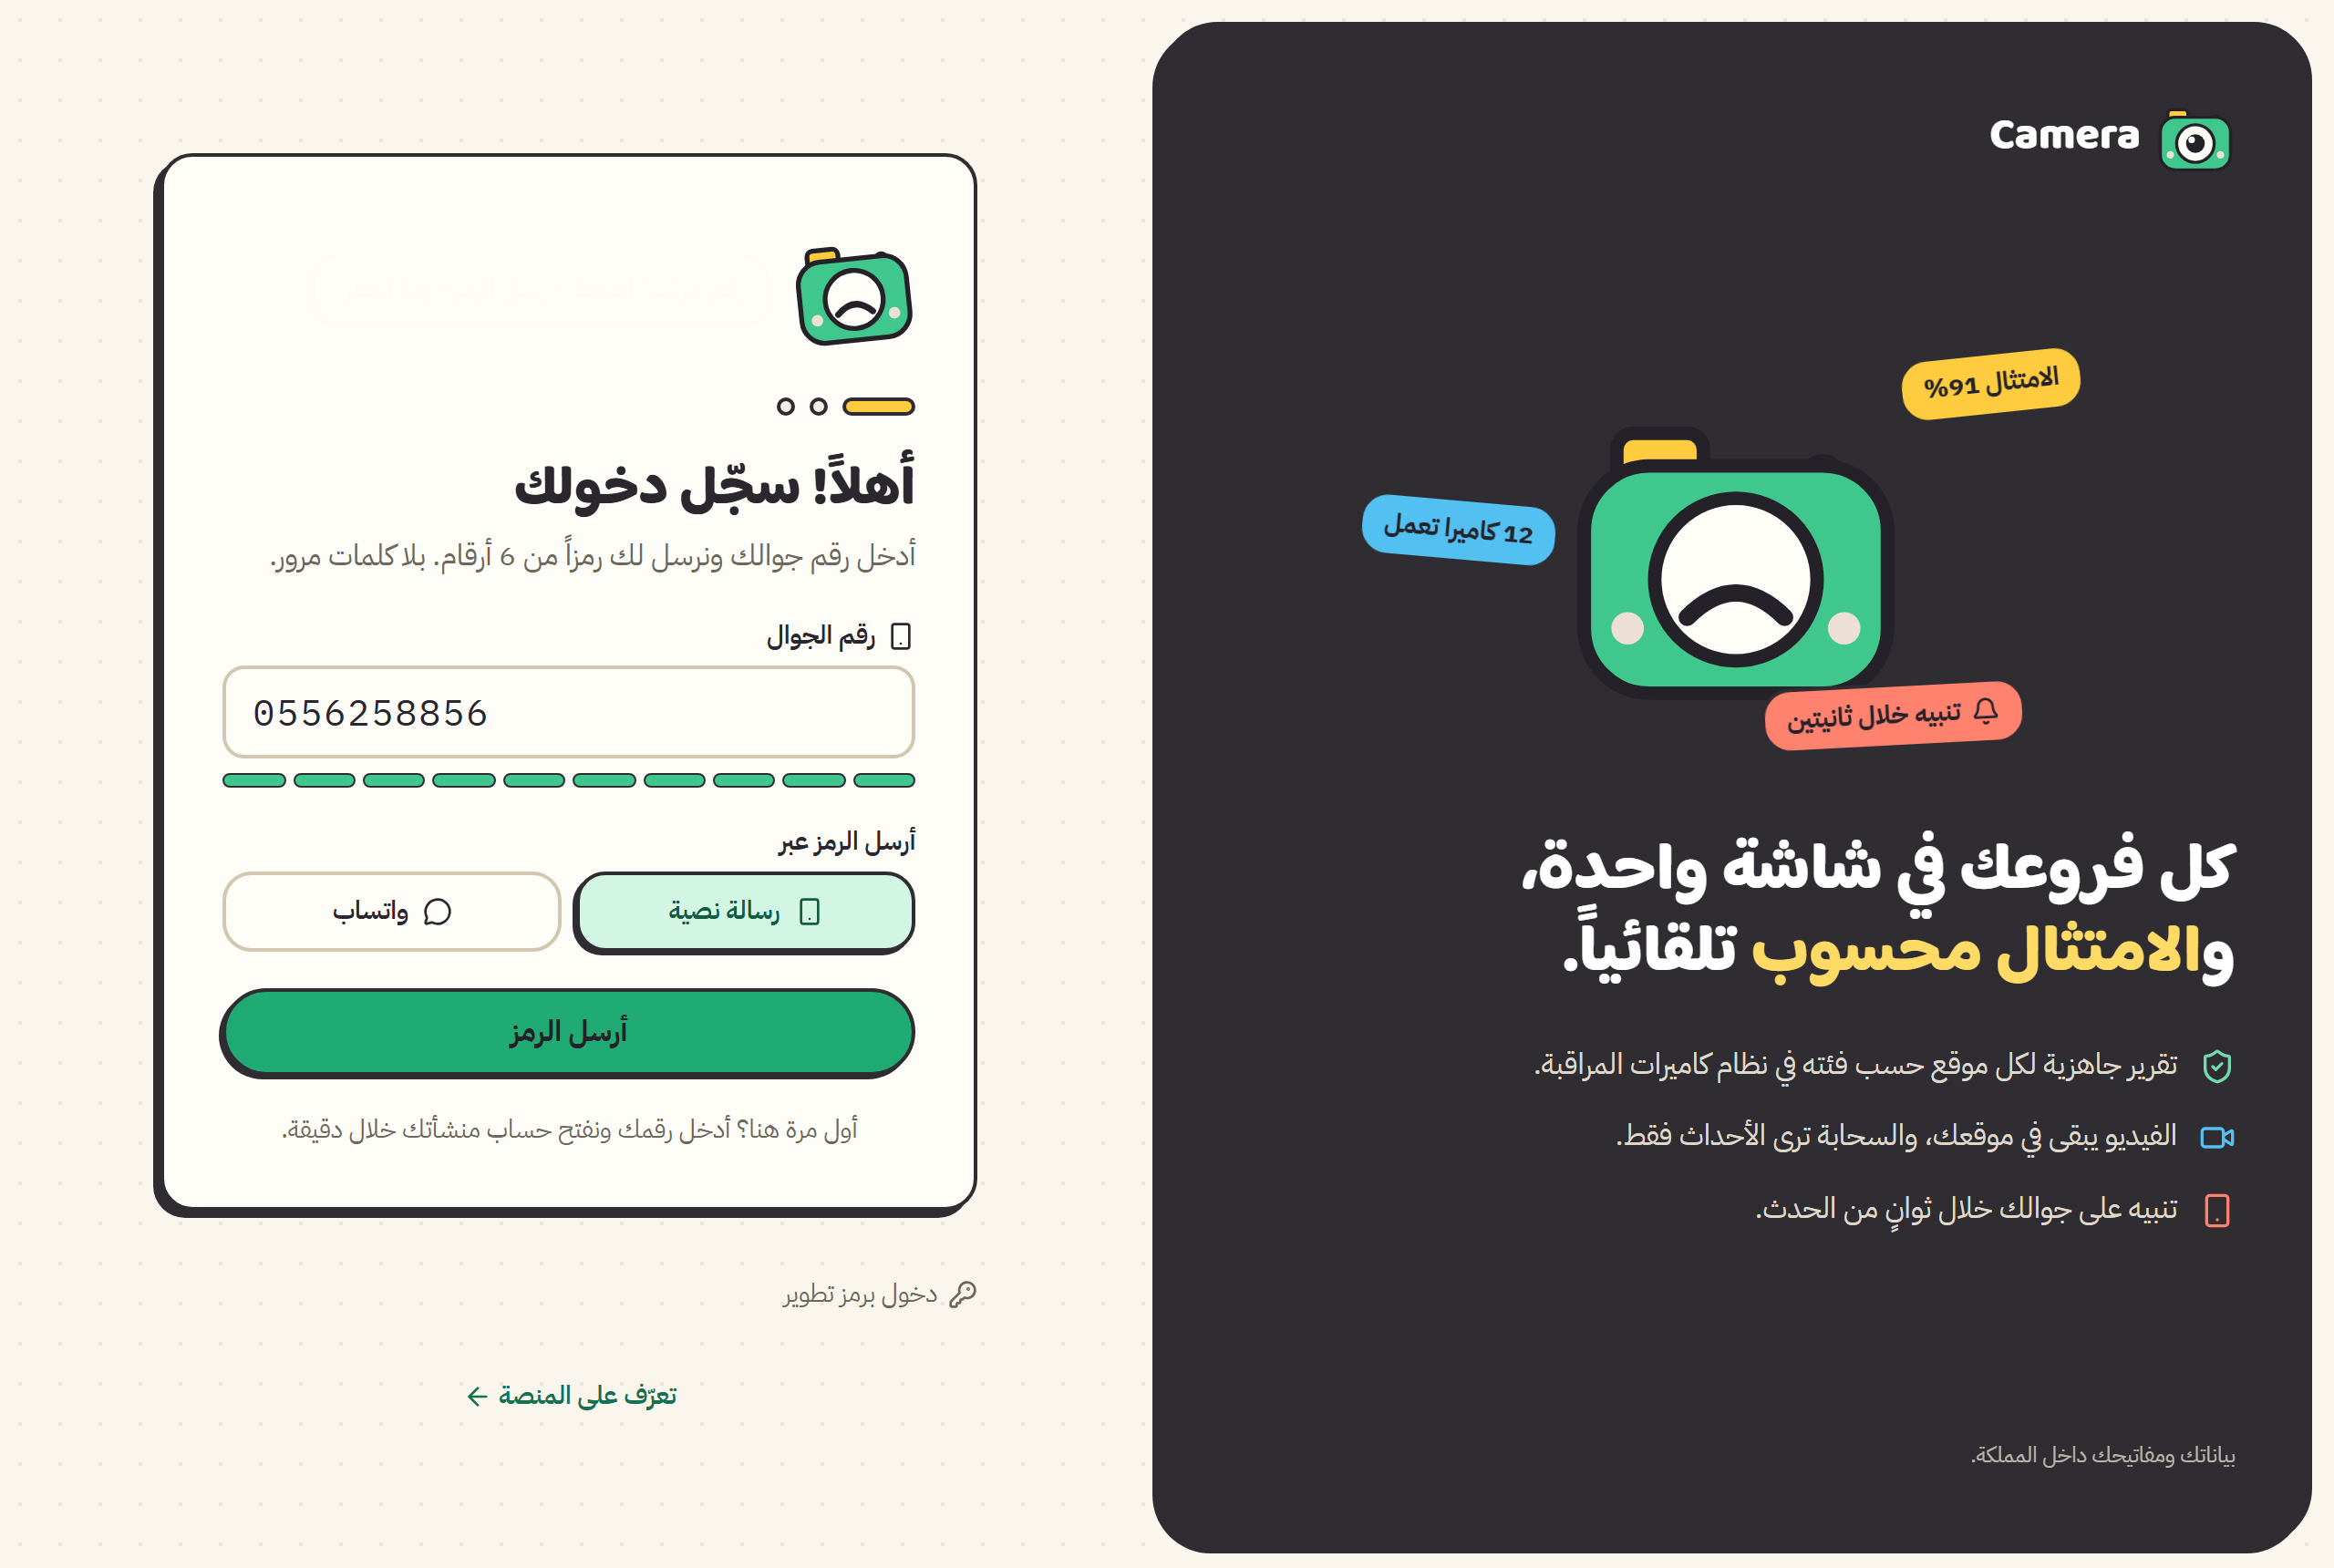 Camera
الامتثال 91%
12 كاميرا تعمل
تنبيه خلال ثانيتين
كل فروعك في شاشة واحدة،
والامتثال محسوب تلقائياً.
تقرير جاهزية لكل موقع حسب فئته في نظام كاميرات المراقبة.
الفيديو يبقى في موقعك، والسحابة ترى الأحداث فقط.
تنبيه على جوالك خلال ثوانٍ من الحدث.
بياناتك ومفاتيحك داخل المملكة.
أهلاً! سجّل دخولك
أدخل رقم جوالك ونرسل لك رمزاً من 6 أرقام. بلا كلمات مرور.
رقم الجوال
0556258856
أرسل الرمز عبر
رسالة نصية
واتساب
أرسل الرمز
أول مرة هنا؟ أدخل رقمك ونفتح حساب منشأتك خلال دقيقة.
دخول برمز تطوير
تعرّف على المنصة ←